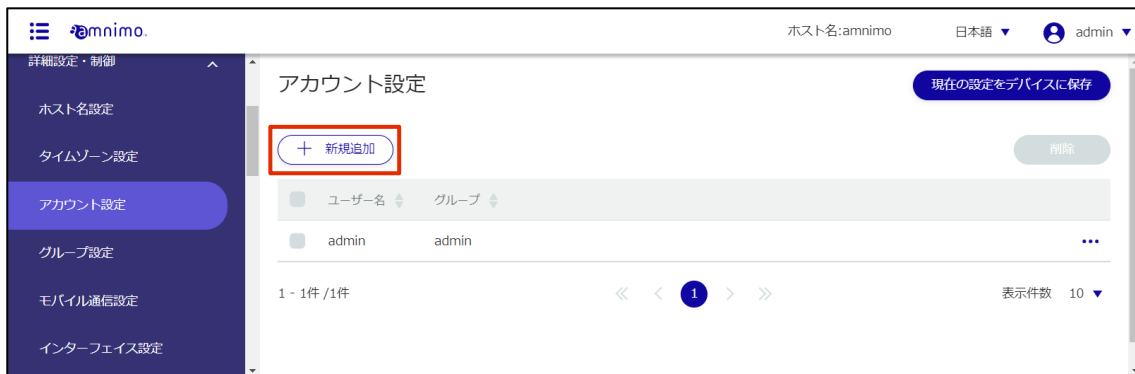 amnimo.
ホスト名:amnimo
日本語 ▼
admin ▼
詳細設定・制御
ホスト名設定
タイムゾーン設定
アカウント設定
グループ設定
モバイル通信設定
インターフェイス設定
アカウント設定
現在の設定をデバイスに保存
＋ 新規追加
削除
ユーザー名 グループ
admin admin •••
1 - 1件 /1件
≪ < 1 > ≫
表示件数 10 ▼